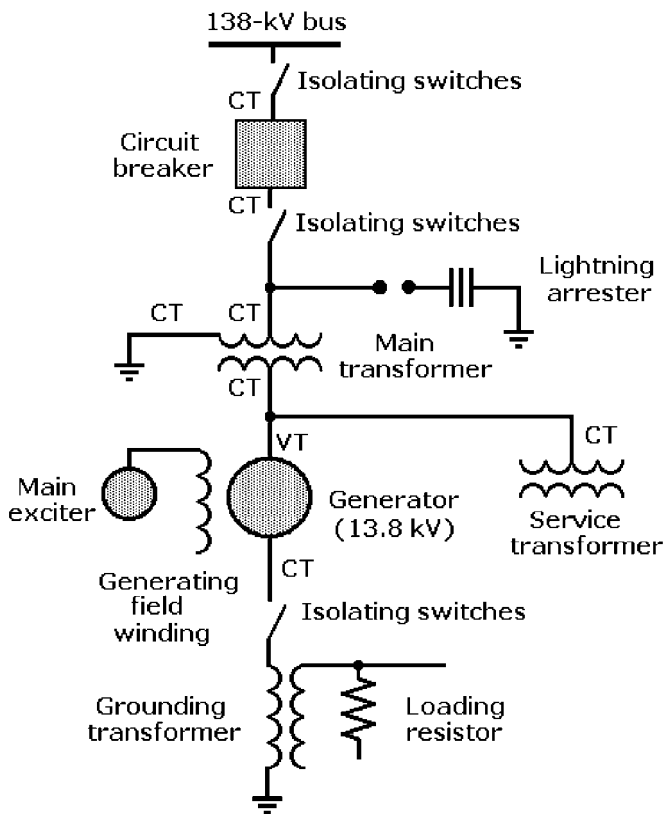 138-kV bus
Isolating switches
CT
Circuit
breaker
CT
Isolating switches
Lightning
arrester
CT
CT
Main
transformer
CT
CT
VT
Main
exciter
Generator
(13.8 kV)
Service
transformer
CT
Generating
field
winding
Isolating switches
Grounding
transformer
Loading
resistor